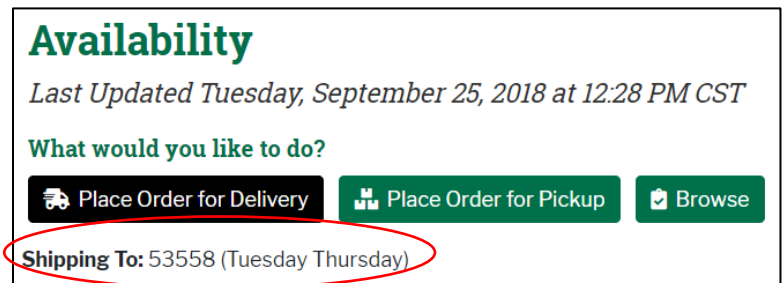 Availability
Last Updated Tuesday, September 25, 2018 at 12:28 PM CST
What would you like to do?
Place Order for Delivery Place Order for Pickup Browse
Shipping To: 53558 (Tuesday Thursday)